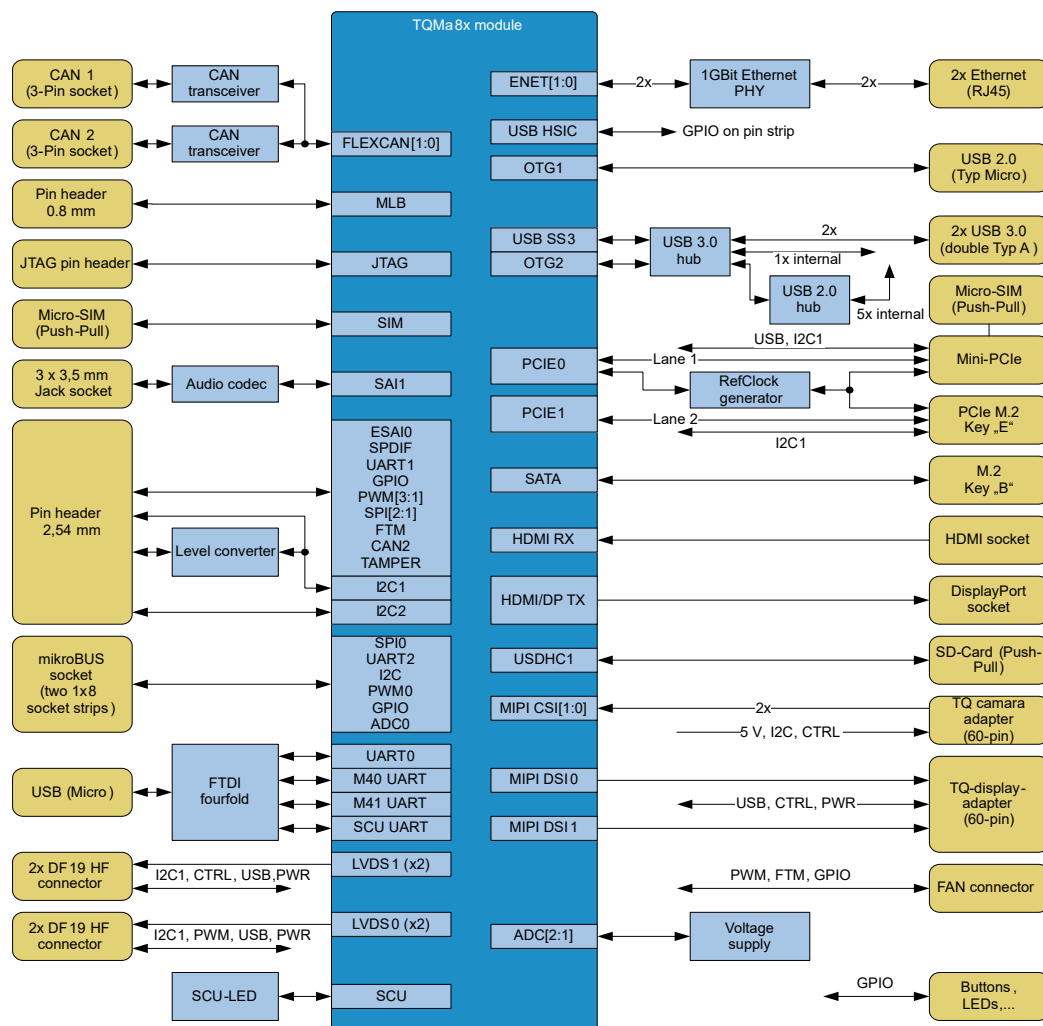 TQMa8x module
CAN 1
(3-Pin socket)
CAN
transceiver
CAN 2
(3-Pin socket)
CAN
transceiver
FLEXCAN[1:0]
Pin header
0.8 mm
MLB
JTAG pin header
JTAG
Micro-SIM
(Push-Pull)
SIM
3 x 3,5 mm
Jack socket
Audio codec
SAI1
Pin header
2,54 mm
Level converter
ESAI0
SPDIF
UART1
GPIO
PWM[3:1]
SPI[2:1]
FTM
CAN2
TAMPER
I2C1
I2C2
mikroBUS
socket
(two 1x8
socket strips)
SPI0
UART2
I2C
PWM0
GPIO
ADC0
USB (Micro)
FTDI
fourfold
UART0
M40 UART
M41 UART
SCU UART
2x DF19 HF
connector
LVDS1 (x2)
I2C1, CTRL, USB,PWR
2x DF19 HF
connector
LVDS0 (x2)
I2C1, PWM, USB, PWR
SCU-LED
SCU
ENET[1:0]
2x
1GBit Ethernet
PHY
2x
2x Ethernet
(RJ45)
USB HSIC
GPIO on pin strip
OTG1
USB 2.0
(Typ Micro)
USB SS3
OTG2
USB 3.0
hub
2x
1x internal
2x USB 3.0
(double Typ A)
USB 2.0
hub
5x internal
Micro-SIM
(Push-Pull)
USB, I2C1
PCIE0
Lane 1
Mini-PCIe
RefClock
generator
PCIE1
Lane 2
I2C1
PCIe M.2
Key „E“
SATA
M.2
Key „B“
HDMI RX
HDMI socket
HDMI/DP TX
DisplayPort
socket
USDHC1
SD-Card (Push-
Pull)
MIPI CSI[1:0]
2x
5 V, I2C, CTRL
TQ camara
adapter
(60-pin)
MIPI DSI0
USB, CTRL, PWR
MIPI DSI1
TQ-display-
adapter
(60-pin)
PWM, FTM, GPIO
FAN connector
ADC[2:1]
Voltage
supply
GPIO
Buttons,
LEDs,...